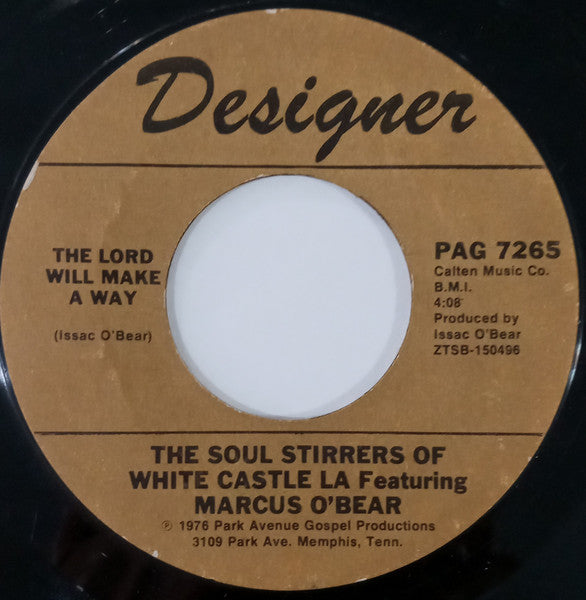 Designer
THE LORD
WILL MAKE
A WAY
(Issac O'Bear)
PAG 7265
Calten Music Co.
B.M.I.
4:08
Produced by
Issac O'Bear
ZTSB-150496
THE SOUL STIRRERS OF
WHITE CASTLE LA Featuring
MARCUS O'BEAR
℗ 1976 Park Avenue Gospel Productions
3109 Park Ave. Memphis, Tenn.